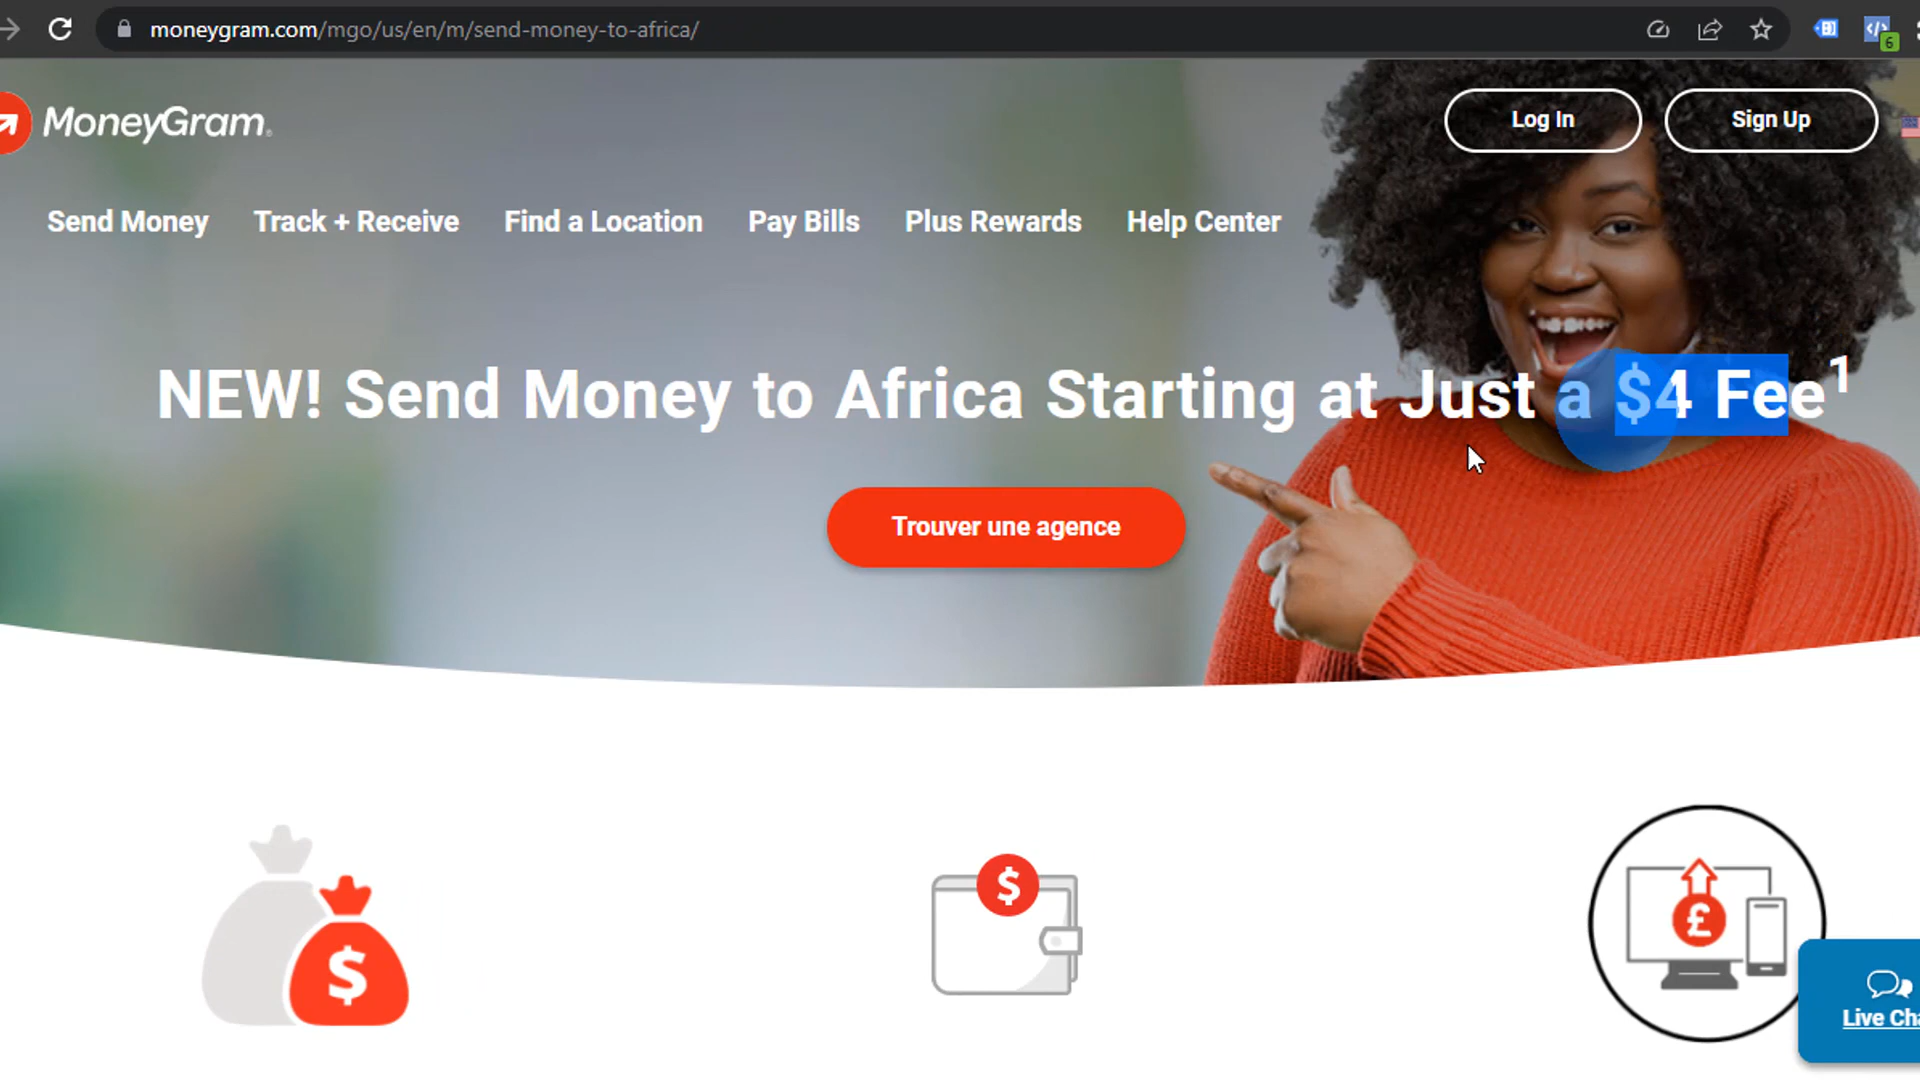 moneygram.com/mgo/us/en/m/send-money-to-africa/
6
MoneyGram®
Log In
Sign Up
Send Money
Track + Receive
Find a Location
Pay Bills
Plus Rewards
Help Center
NEW! Send Money to Africa Starting at Just a $4 Fee¹
Trouver une agence
$
$
£
Live Cha